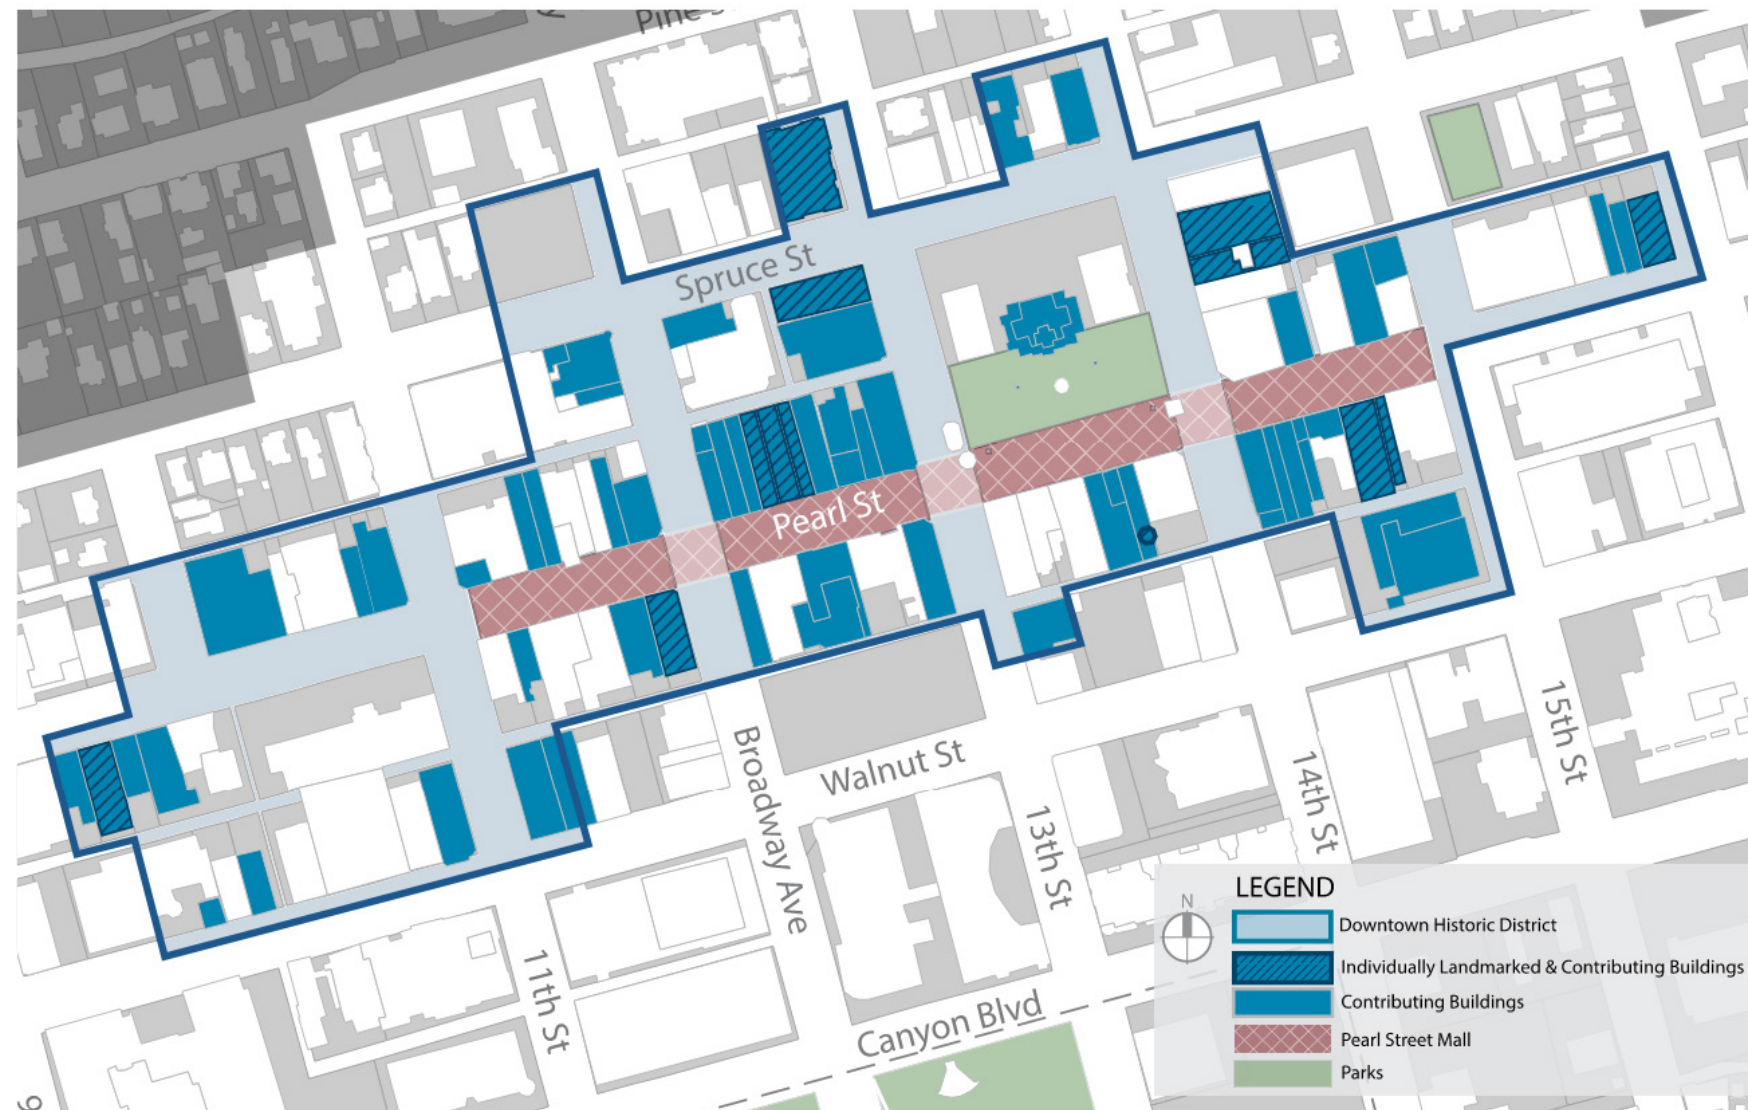 Spruce St
Pearl St
Walnut St
Broadway Ave
13th St
14th St
15th St
11th St
Canyon Blvd
N
LEGEND
Downtown Historic District
Individually Landmarked & Contributing Buildings
Contributing Buildings
Pearl Street Mall
Parks